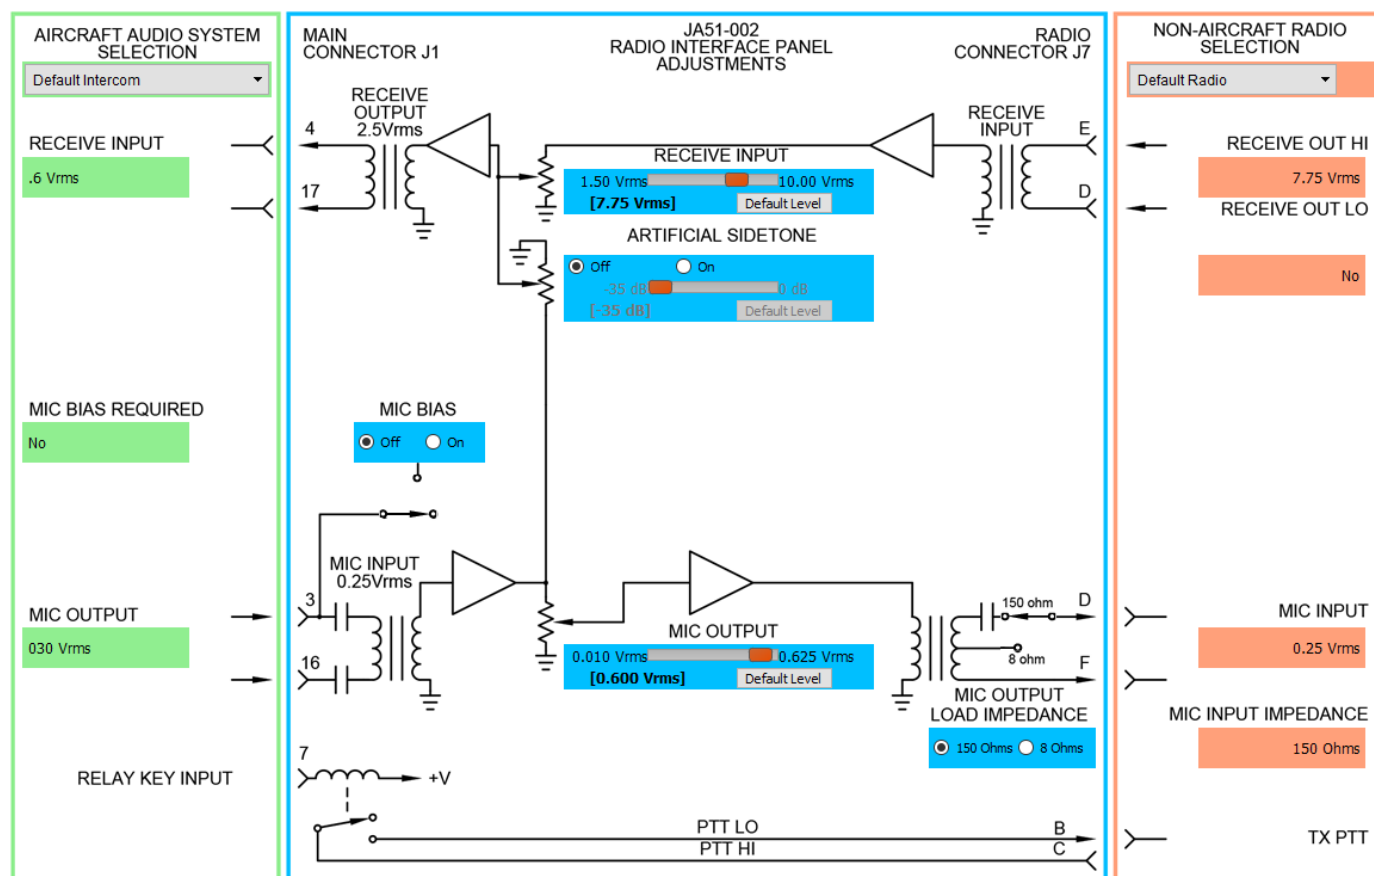 AIRCRAFT AUDIO SYSTEM
SELECTION
Default Intercom
RECEIVE INPUT
.6 Vrms
MIC BIAS REQUIRED
No
MIC OUTPUT
030 Vrms
RELAY KEY INPUT
MAIN
CONNECTOR J1
JA51-002
RADIO INTERFACE PANEL
ADJUSTMENTS
RADIO
CONNECTOR J7
RECEIVE
OUTPUT
2.5Vrms
4
17
RECEIVE
INPUT
E
D
RECEIVE INPUT
1.50 Vrms 10.00 Vrms
[7.75 Vrms] Default Level
ARTIFICIAL SIDETONE
Off On
-35 dB 0 dB
[-35 dB] Default Level
MIC BIAS
Off On
MIC INPUT
0.25Vrms
3
16
MIC OUTPUT
0.010 Vrms 0.625 Vrms
[0.600 Vrms] Default Level
150 ohm
D
8 ohm
F
MIC OUTPUT
LOAD IMPEDANCE
150 Ohms 8 Ohms
7
+V
PTT LO
B
PTT HI
C
NON-AIRCRAFT RADIO
SELECTION
Default Radio
RECEIVE OUT HI
7.75 Vrms
RECEIVE OUT LO
No
MIC INPUT
0.25 Vrms
MIC INPUT IMPEDANCE
150 Ohms
TX PTT